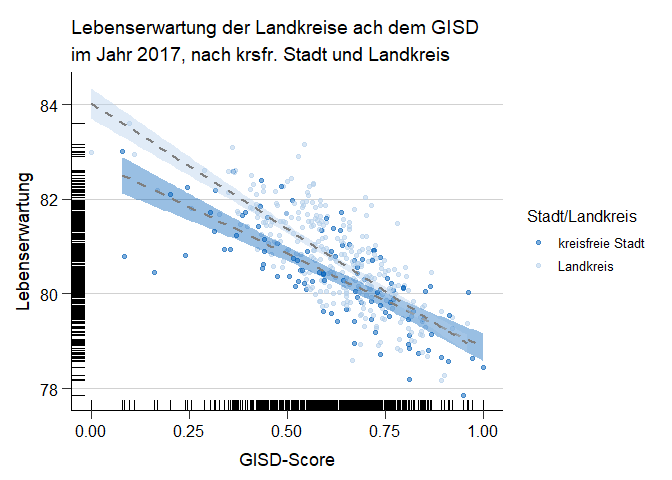 Lebenserwartung der Landkreise ach dem GISD
im Jahr 2017, nach krsfr. Stadt und Landkreis
84
82
80
78
Lebenserwartung
0.00 0.25 0.50 0.75 1.00
GISD-Score
Stadt/Landkreis
kreisfreie Stadt
Landkreis